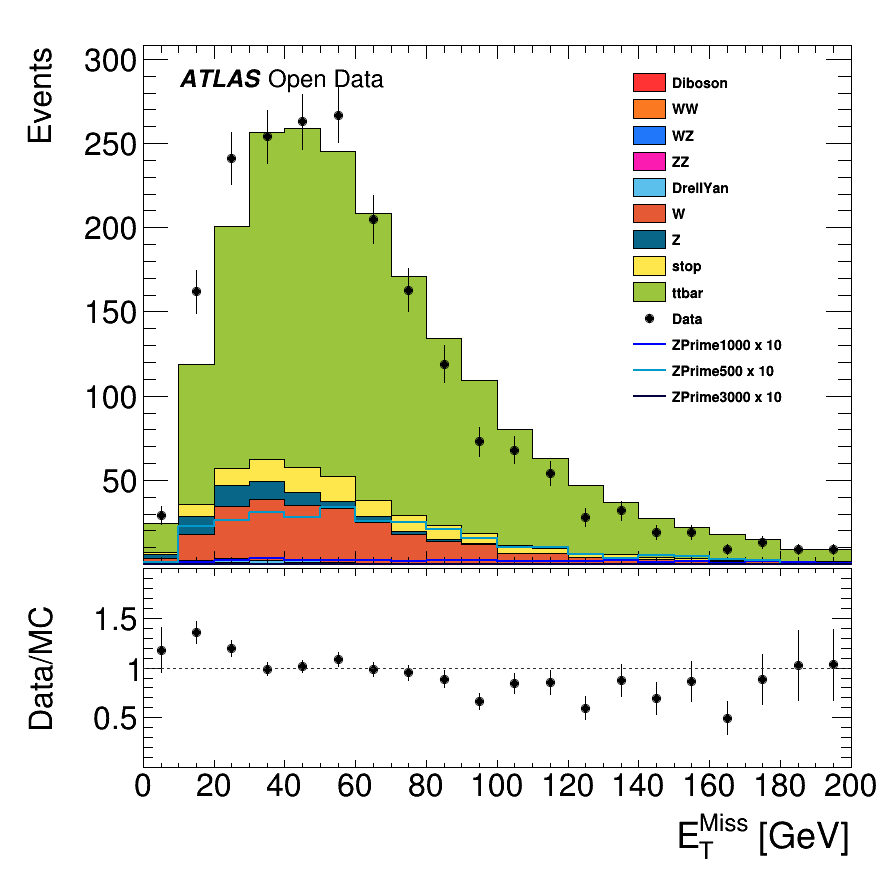 Events
300
250
200
150
100
50
ATLAS Open Data
Diboson
WW
WZ
ZZ
DrellYan
W
Z
stop
ttbar
Data
ZPrime1000 x 10
ZPrime500 x 10
ZPrime3000 x 10
Data/MC
1.5
1
0.5
0 20 40 60 80 100 120 140 160 180 200
E_T^Miss [GeV]